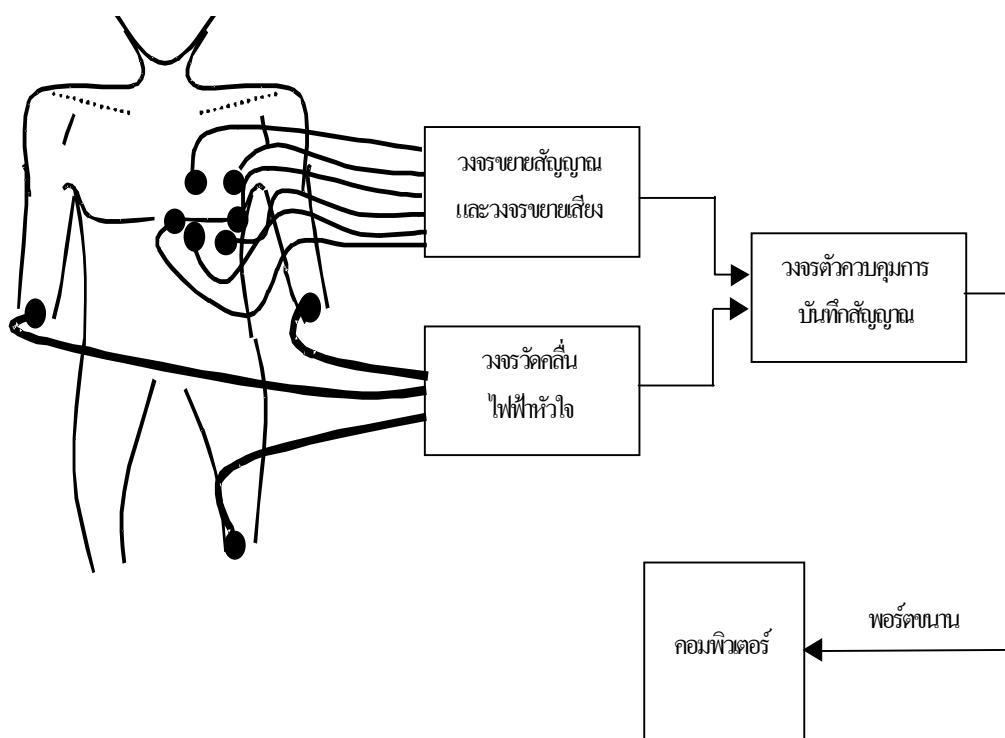 วงจรขยายสัญญาณ
และวงจรขยายเสียง
วงจรตัวควบคุมการ
บันทึกสัญญาณ
วงจรวัดคลื่น
ไฟฟ้าหัวใจ
พอร์ตขนาน
คอมพิวเตอร์